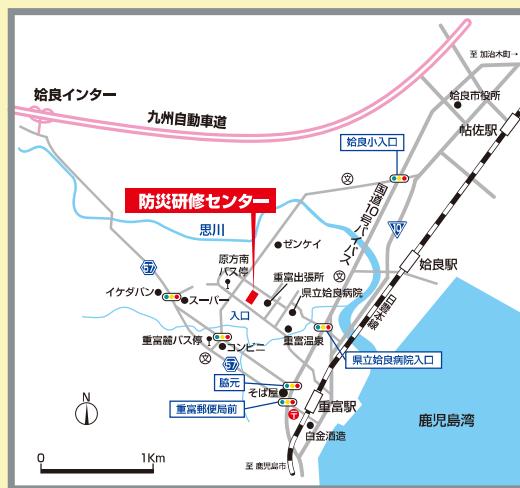 至 加治木町→
姶良市役所
帖佐駅
姶良インター
九州自動車道
姶良小入口
文
国道10号バイパス
10
防災研修センター
思川
ゼンケイ
文
姶良駅
原方南
バス停
重富出張所
県立姶良病院
57
イケダパン
スーパー
入口
日豊本線
重富麓バス停
コンビニ
重富温泉
県立姶良病院入口
文
57
脇元
そば屋
重富駅
重富郵便局前
〒
白金酒造
鹿児島湾
N
0
1Km
至 鹿児島市